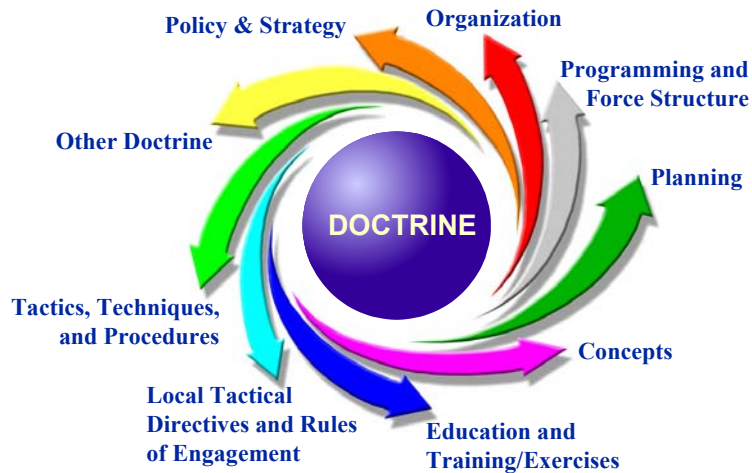 Policy & Strategy
Organization
Programming and
Force Structure
Other Doctrine
Planning
DOCTRINE
Tactics, Techniques,
and Procedures
Concepts
Local Tactical
Directives and Rules
of Engagement
Education and
Training/Exercises